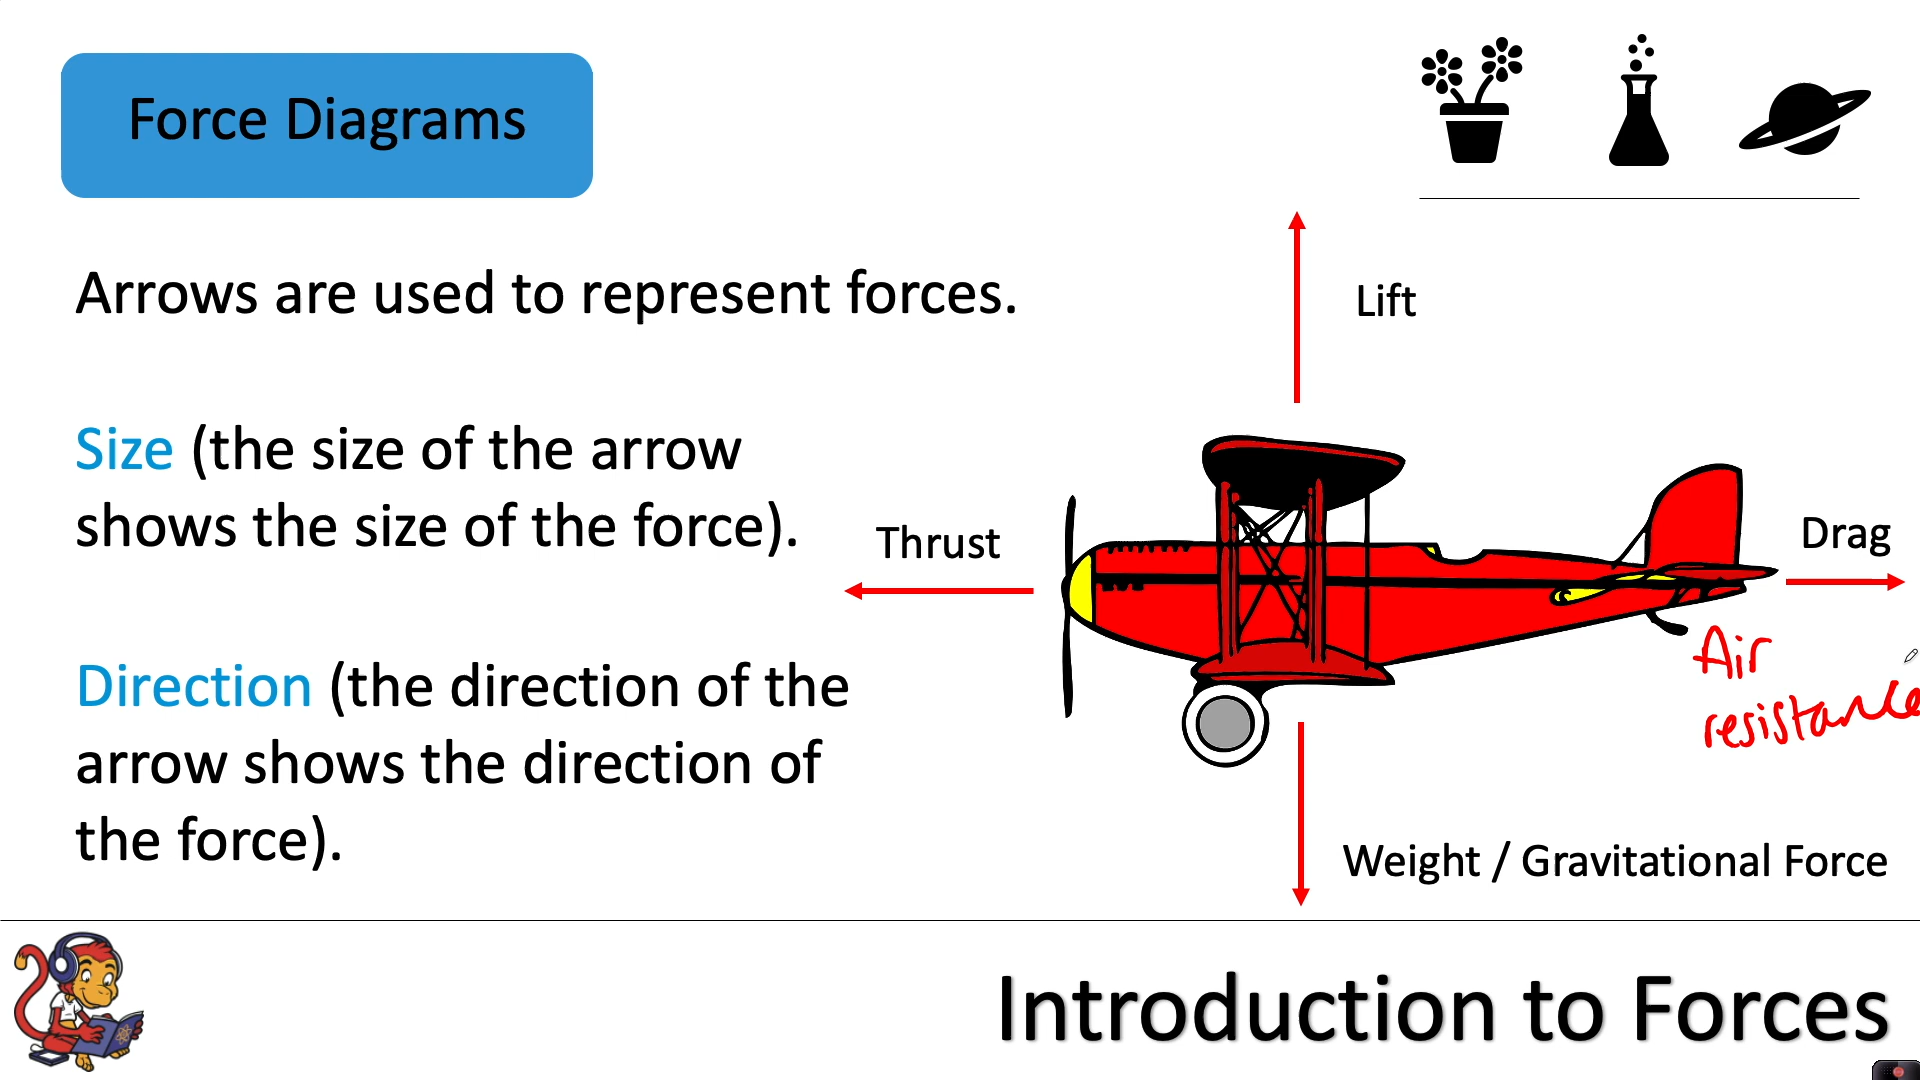 Force Diagrams
Arrows are used to represent forces.
Size (the size of the arrow
shows the size of the force).
Direction (the direction of the
arrow shows the direction of
the force).
Lift
Thrust
Drag
Air
resistance
Weight / Gravitational Force
Introduction to Forces